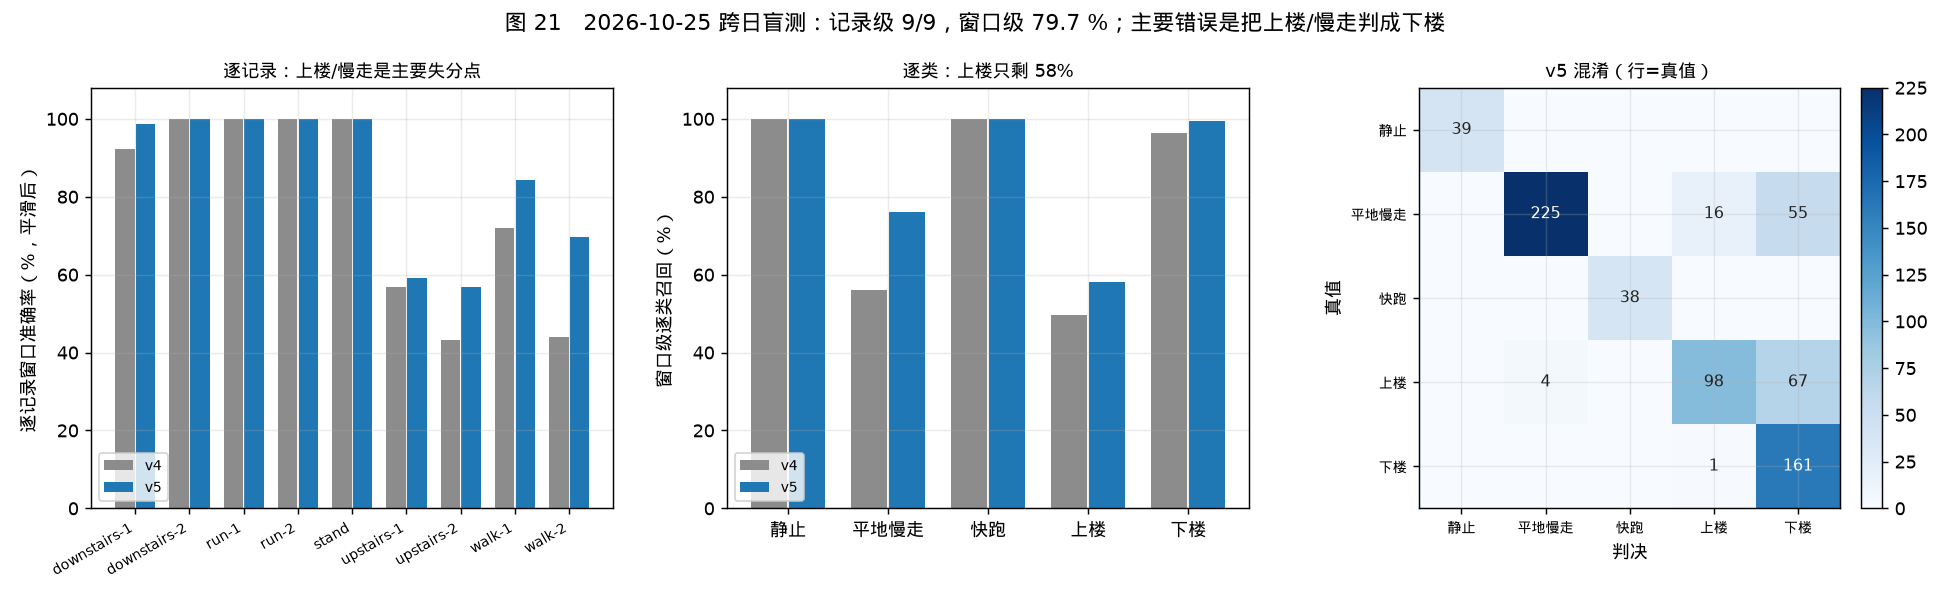 图 21　2026-10-25 跨日盲测：记录级 9/9，窗口级 79.7 %；主要错误是把上楼/慢走判成下楼
逐记录：上楼/慢走是主要失分点
逐记录窗口准确率（%，平滑后）
100
80
60
40
20
0
v4
v5
downstairs-1
downstairs-2
run-1
run-2
stand
upstairs-1
upstairs-2
walk-1
walk-2
逐类：上楼只剩 58%
窗口级逐类召回（%）
100
80
60
40
20
0
v4
v5
静止
平地慢走
快跑
上楼
下楼
v5 混淆（行=真值）
真值
静止
平地慢走
快跑
上楼
下楼
39
225
16
55
38
4
98
67
1
161
静止
平地慢走
快跑
上楼
下楼
判决
225
200
175
150
125
100
75
50
25
0